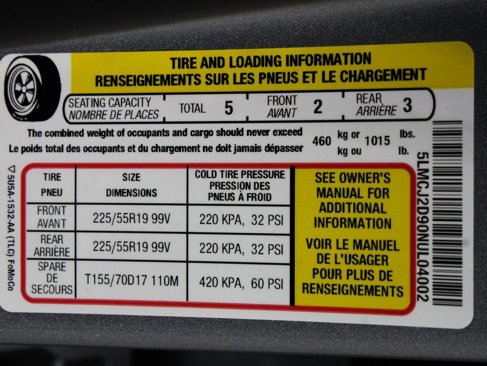 TIRE AND LOADING INFORMATION
RENSEIGNEMENTS SUR LES PNEUS ET LE CHARGEMENT
SEATING CAPACITY TOTAL 5 FRONT 2 REAR 3
NOMBRE DE PLACES AVANT ARRIÈRE
The combined weight of occupants and cargo should never exceed 460 kg or 1015 lbs.
Le poids total des occupants et du chargement ne doit jamais dépasser kg ou lb.
TIRE SIZE COLD TIRE PRESSURE
PNEU DIMENSIONS PRESSION DES
PNEUS À FROID
FRONT
AVANT 225/55R19 99V 220 KPA, 32 PSI
REAR
ARRIÈRE 225/55R19 99V 220 KPA, 32 PSI
SPARE
DE
SECOURS T155/70D17 110M 420 KPA, 60 PSI
SEE OWNER'S
MANUAL FOR
ADDITIONAL
INFORMATION
VOIR LE MANUEL
DE L'USAGER
POUR PLUS DE
RENSEIGNEMENTS
5U5A-1532-AA (TLC) FoMoCo
5LMCJ2D90NUL04002